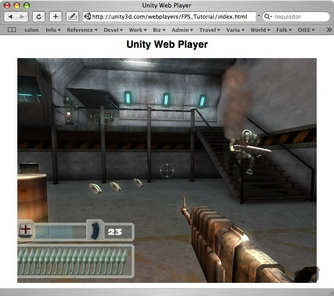 Unity Web Player
http://unity3d.com/webplayers/FPS_Tutorial/index.html
Inquisitor
salon Info Reference Devel Work Biz Admin Travel Varia World Folk OIEE
Unity Web Player
23